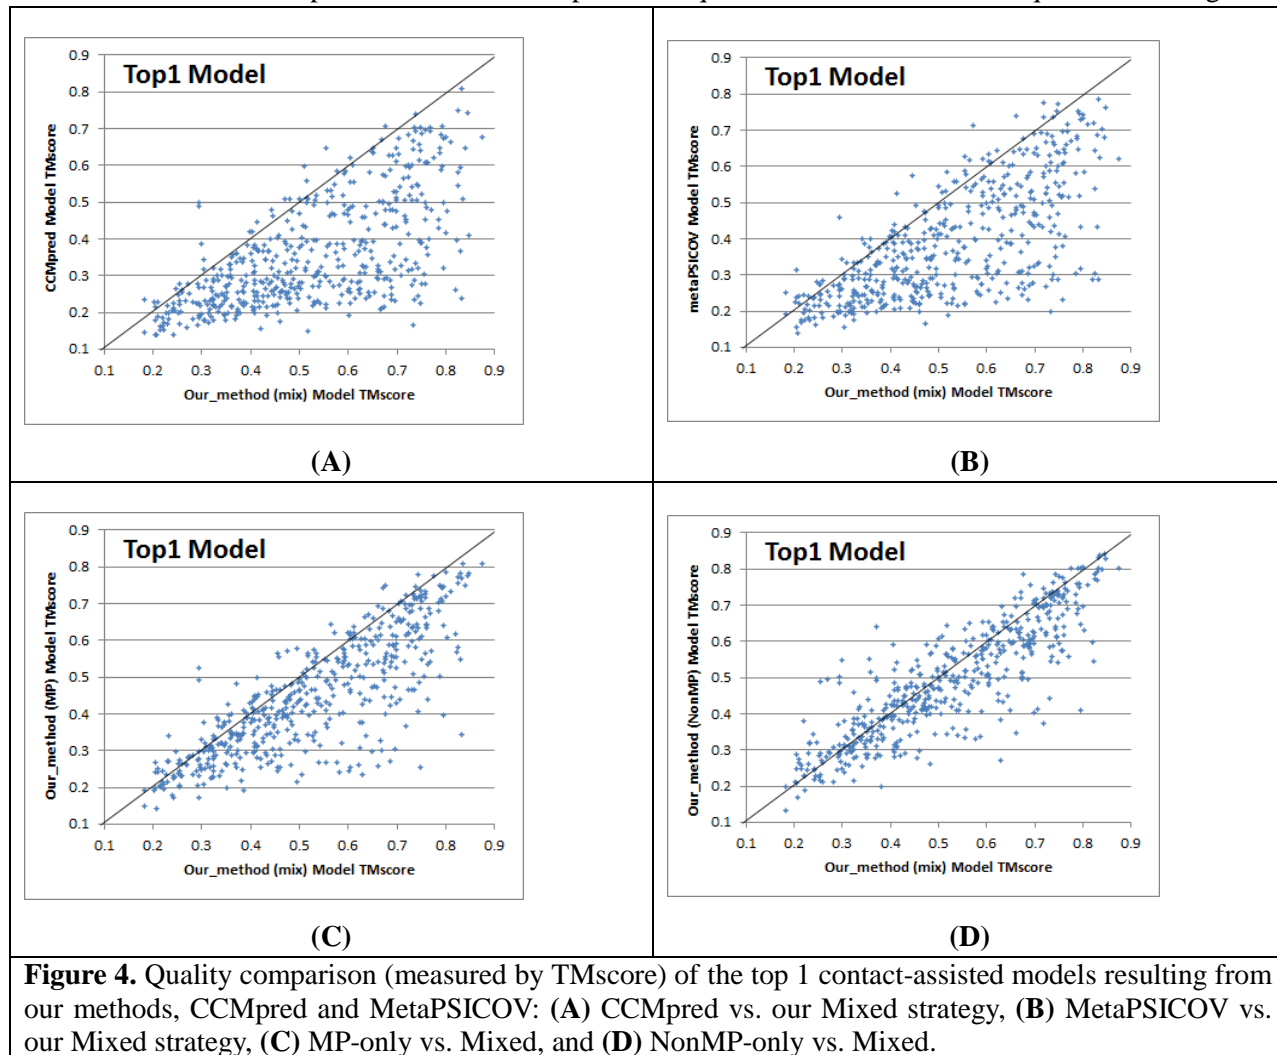 Top1 Model
CCMpred Model TMscore
0.9
0.8
0.7
0.6
0.5
0.4
0.3
0.2
0.1
0.1 0.2 0.3 0.4 0.5 0.6 0.7 0.8 0.9
Our_method (mix) Model TMscore
(A)
Top1 Model
metaPSICOV Model TMscore
0.9
0.8
0.7
0.6
0.5
0.4
0.3
0.2
0.1
0.1 0.2 0.3 0.4 0.5 0.6 0.7 0.8 0.9
Our_method (mix) Model TMscore
(B)
Top1 Model
Our_method (MP) Model TMscore
0.9
0.8
0.7
0.6
0.5
0.4
0.3
0.2
0.1
0.1 0.2 0.3 0.4 0.5 0.6 0.7 0.8 0.9
Our_method (mix) Model TMscore
(C)
Top1 Model
Our_method (NonMP) Model TMscore
0.9
0.8
0.7
0.6
0.5
0.4
0.3
0.2
0.1
0.1 0.2 0.3 0.4 0.5 0.6 0.7 0.8 0.9
Our_method (mix) Model TMscore
(D)
Figure 4. Quality comparison (measured by TMscore) of the top 1 contact-assisted models resulting from
our methods, CCMpred and MetaPSICOV: (A) CCMpred vs. our Mixed strategy, (B) MetaPSICOV vs.
our Mixed strategy, (C) MP-only vs. Mixed, and (D) NonMP-only vs. Mixed.